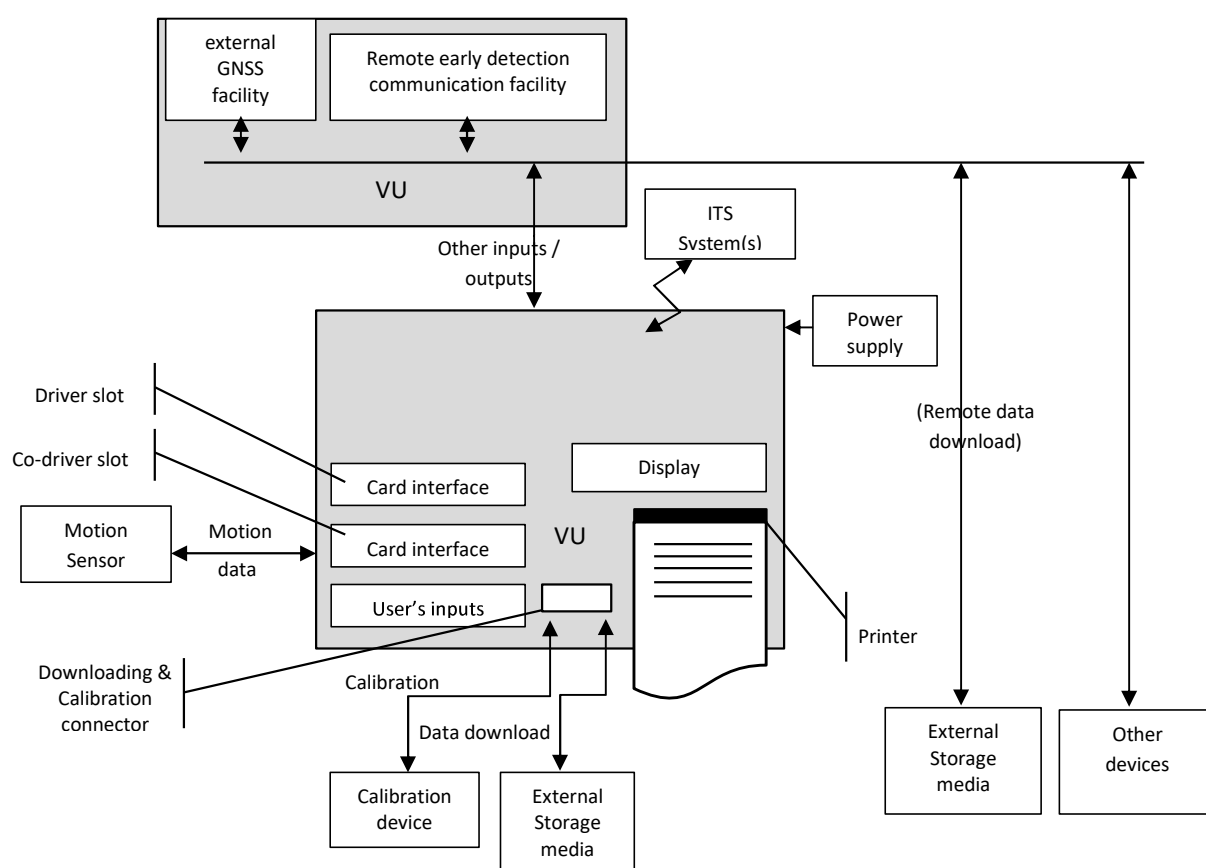 external
GNSS
facility
Remote early detection
communication facility
VU
ITS
System(s)
Other inputs /
outputs
Power
supply
Driver slot
(Remote data
download)
Co-driver slot
Display
Card interface
Motion
Sensor
Motion
data
Card interface
VU
User's inputs
Printer
Downloading &
Calibration
connector
Calibration
Data download
External
Storage
media
Other
devices
Calibration
device
External
Storage
media